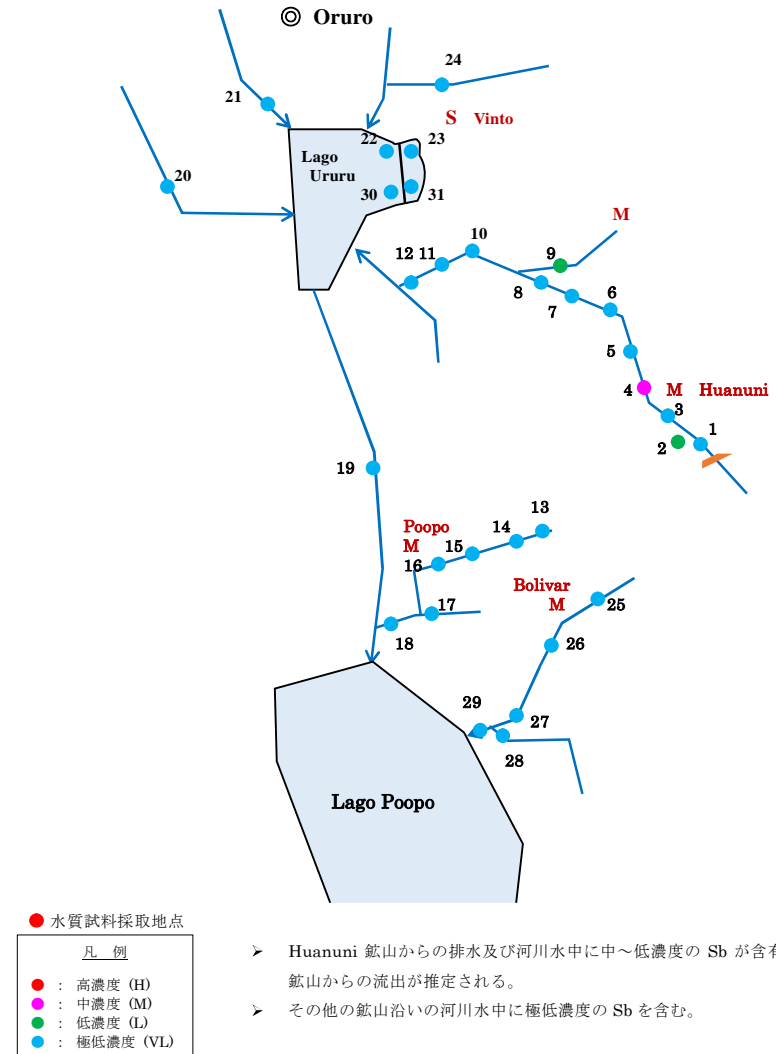 ◎ Oruro
24
21
S Vinto
22 23
Lago
Ururu
20
30 31
M
10
9
12 11
8
7
6
5
4 M Huanuni
3
1
2
19
13
Poopo
M
14
15
16
Bolivar
M
25
17
18
26
29
27
28
Lago Poopo
● 水質試料採取地点
凡 例
● : 高濃度 (H)
● : 中濃度 (M)
● : 低濃度 (L)
● : 極低濃度 (VL)
➢ Huanuni 鉱山からの排水及び河川水中に中～低濃度の Sb が含有
鉱山からの流出が推定される。
➢ その他の鉱山沿いの河川水中に極低濃度の Sb を含む。